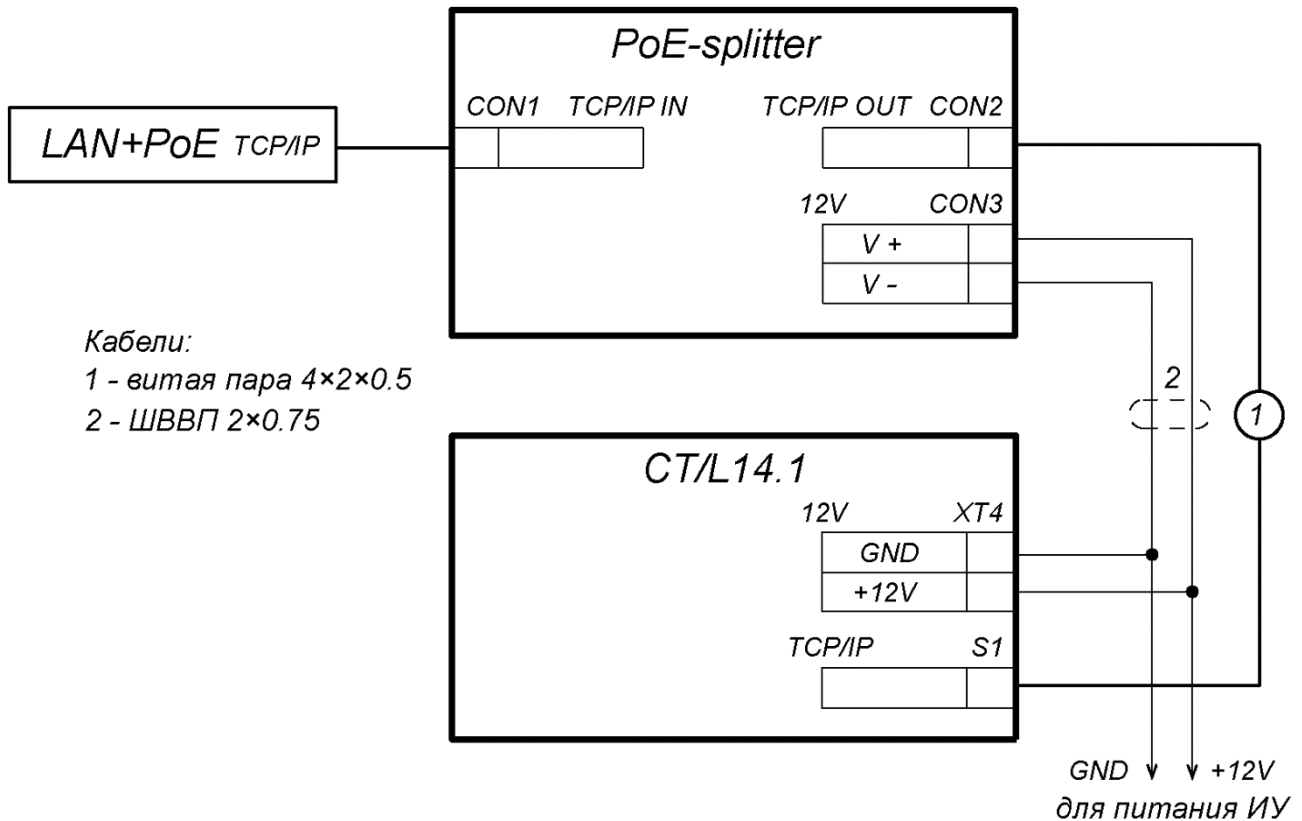 PoE-splitter
CON1 TCP/IP IN TCP/IP OUT CON2
LAN+PoE TCP/IP
12V CON3
V +
V -
Кабели:
1 - витая пара 4×2×0.5
2 - ШВВП 2×0.75
2
1
CT/L14.1
12V XT4
GND
+12V
TCP/IP S1
GND +12V
для питания ИУ